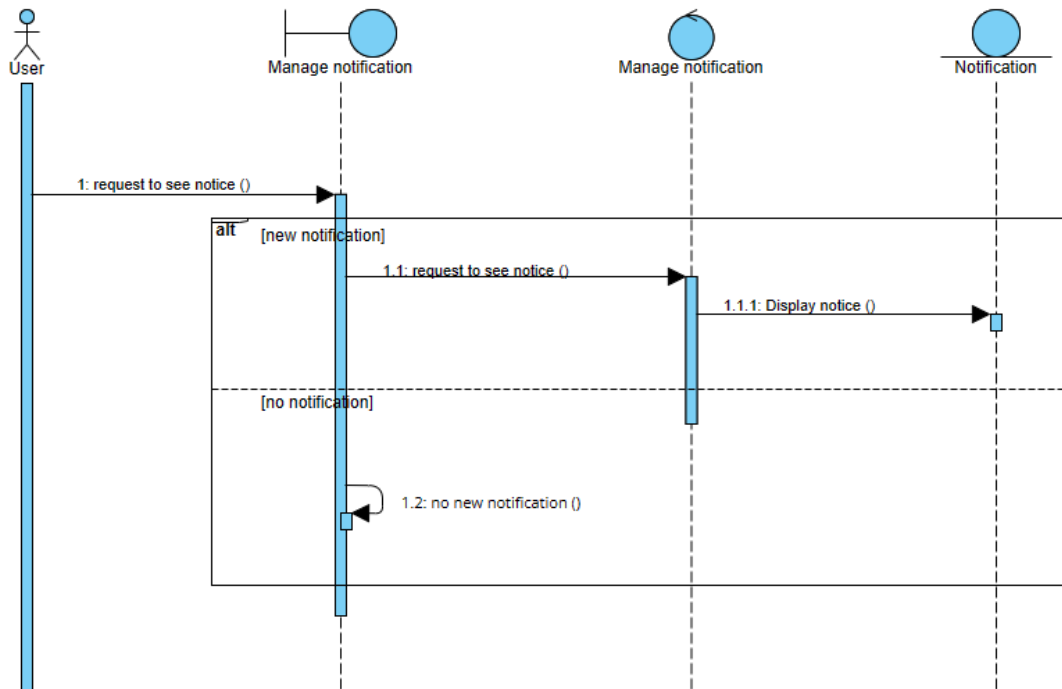 User
Manage notification
Manage notification
Notification
1: request to see notice ()
alt
[new notification]
1.1: request to see notice ()
1.1.1: Display notice ()
[no notification]
1.2: no new notification ()